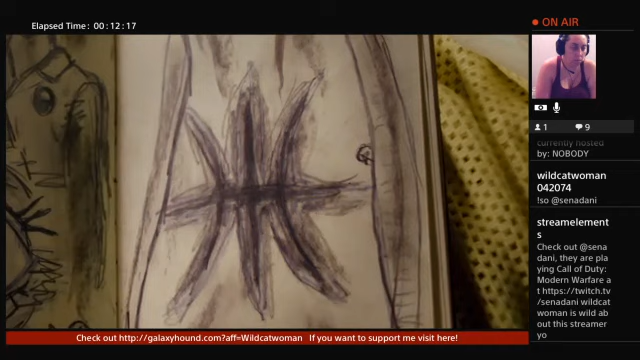 Elapsed Time: 00:12:17
ON AIR
1
9
currently hosted
by: NOBODY
wildcatwoman
042074
!so @senadani
streamelement
s
Check out @sena
dani, they are pla
ying Call of Duty:
Modern Warfare a
t https://twitch.tv
/senadani wildcat
woman is wild ab
out this streamer
yo
Check out http://galaxyhound.com?aff=Wildcatwoman If you want to support me visit here!